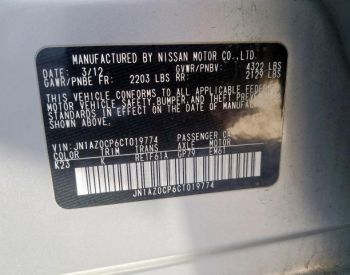 MANUFACTURED BY NISSAN MOTOR CO.,LTD.
DATE: 3/12 GVWR/PNBV: 4322 LBS
GAWR/PNBE FR: 2203 LBS RR: 2129 LBS
THIS VEHICLE CONFORMS TO ALL APPLICABLE FEDERAL
MOTOR VEHICLE SAFETY, BUMPER, AND THEFT PREVENTION
STANDARDS IN EFFECT ON THE DATE OF MANUFACTURE
SHOWN ABOVE.
VIN: JN1AZ0CP6CT019774 PASSENGER CAR
COLOR TRIM TRANS AXLE MOTOR
K23 K RE1F61A GP79 EM61
JN1AZ0CP6CT019774